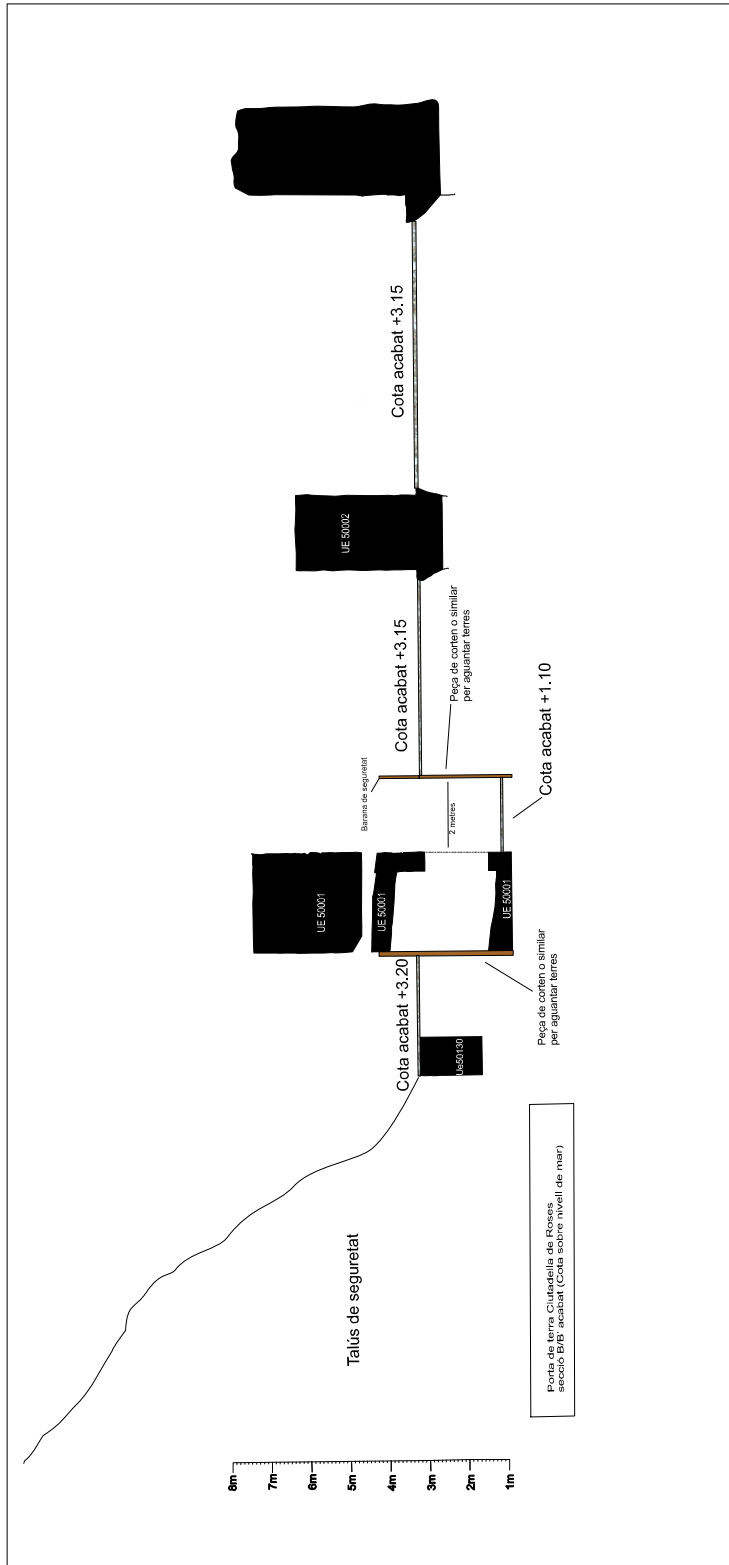 Talús de seguretat
Cota acabat +3.20
Ue50130
UE 50001
UE 50001
UE 50001
Peça de corten o similar
per aguantar terres
Barana de seguretat
2 metres
Cota acabat +1.10
Peça de corten o similar
per aguantar terres
Cota acabat +3.15
UE 50002
Cota acabat +3.15
8m
7m
6m
5m
4m
3m
2m
1m
Porta de terra Ciutadella de Roses
secció B/B' acabat (Cota sobre nivell de mar)